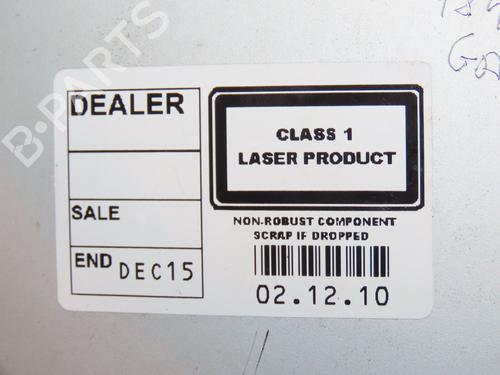 DEALER
SALE
END DEC15
CLASS 1
LASER PRODUCT
NON-ROBUST COMPONENT
SCRAP IF DROPPED
02.12.10
B-PARTS